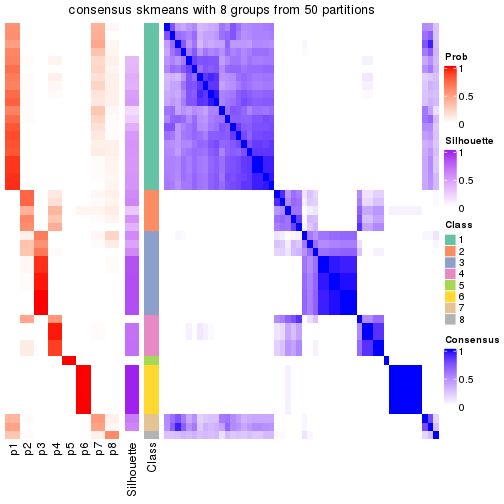 consensus skmeans with 8 groups from 50 partitions
Prob
1
0.5
0
Silhouette
1
0.5
0
Class
1
2
3
4
5
6
7
8
Consensus
1
0.5
0
p1
p2
p3
p4
p5
p6
p7
p8
Silhouette
Class